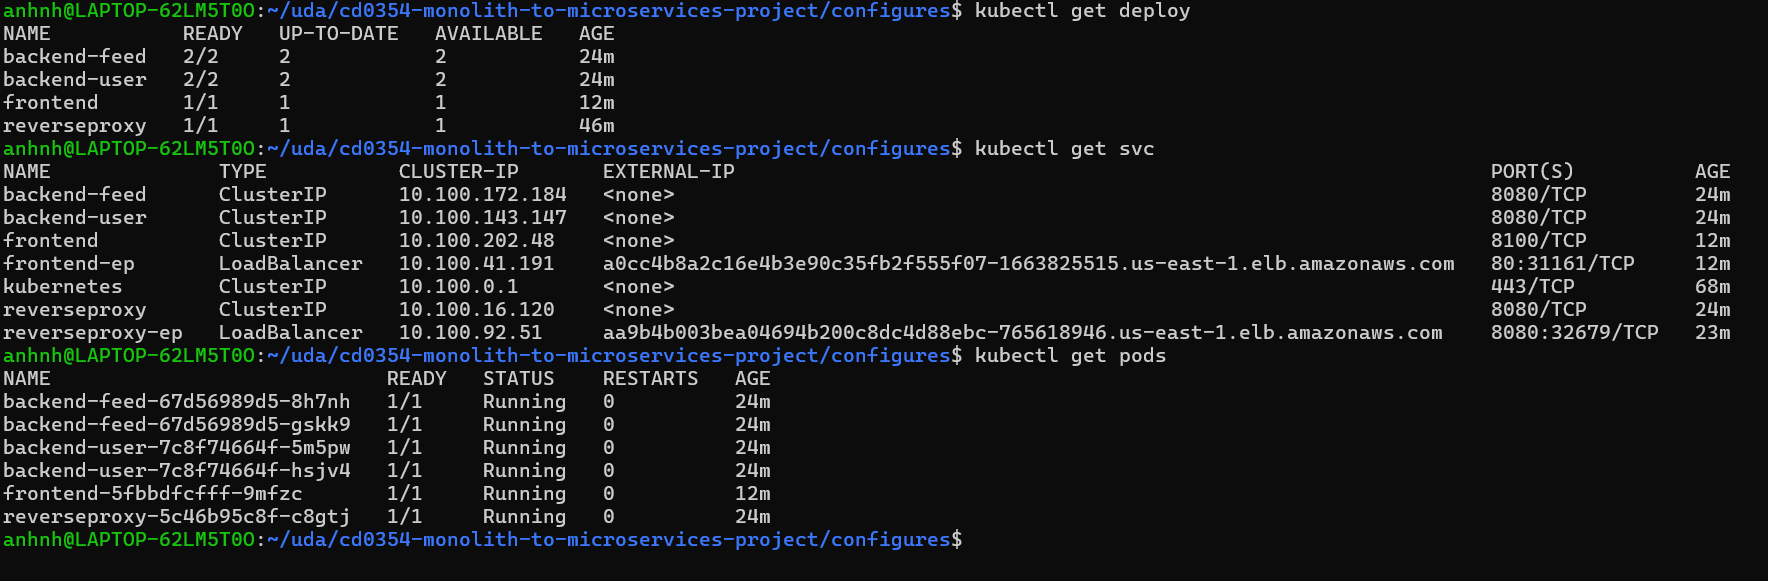 anhnh@LAPTOP-62LM5T0O:~/uda/cd0354-monolith-to-microservices-project/configures$ kubectl get deploy
NAME           READY   UP-TO-DATE   AVAILABLE   AGE
backend-feed   2/2     2            2           24m
backend-user   2/2     2            2           24m
frontend       1/1     1            1           12m
reverseproxy   1/1     1            1           46m
anhnh@LAPTOP-62LM5T0O:~/uda/cd0354-monolith-to-microservices-project/configures$ kubectl get svc
NAME              TYPE           CLUSTER-IP       EXTERNAL-IP                                                               PORT(S)          AGE
backend-feed      ClusterIP      10.100.172.184   <none>                                                                    8080/TCP         24m
backend-user      ClusterIP      10.100.143.147   <none>                                                                    8080/TCP         24m
frontend          ClusterIP      10.100.202.48    <none>                                                                    8100/TCP         12m
frontend-ep       LoadBalancer   10.100.41.191    a0cc4b8a2c16e4b3e90c35fb2f555f07-1663825515.us-east-1.elb.amazonaws.com   80:31161/TCP     12m
kubernetes        ClusterIP      10.100.0.1       <none>                                                                    443/TCP          68m
reverseproxy      ClusterIP      10.100.16.120    <none>                                                                    8080/TCP         24m
reverseproxy-ep   LoadBalancer   10.100.92.51     aa9b4b003bea04694b200c8dc4d88ebc-765618946.us-east-1.elb.amazonaws.com    8080:32679/TCP   23m
anhnh@LAPTOP-62LM5T0O:~/uda/cd0354-monolith-to-microservices-project/configures$ kubectl get pods
NAME                            READY   STATUS    RESTARTS   AGE
backend-feed-67d56989d5-8h7nh   1/1     Running   0          24m
backend-feed-67d56989d5-gskk9   1/1     Running   0          24m
backend-user-7c8f74664f-5m5pw   1/1     Running   0          24m
backend-user-7c8f74664f-hsjv4   1/1     Running   0          24m
frontend-5fbbdfcfff-9mfzc       1/1     Running   0          12m
reverseproxy-5c46b95c8f-c8gtj   1/1     Running   0          24m
anhnh@LAPTOP-62LM5T0O:~/uda/cd0354-monolith-to-microservices-project/configures$